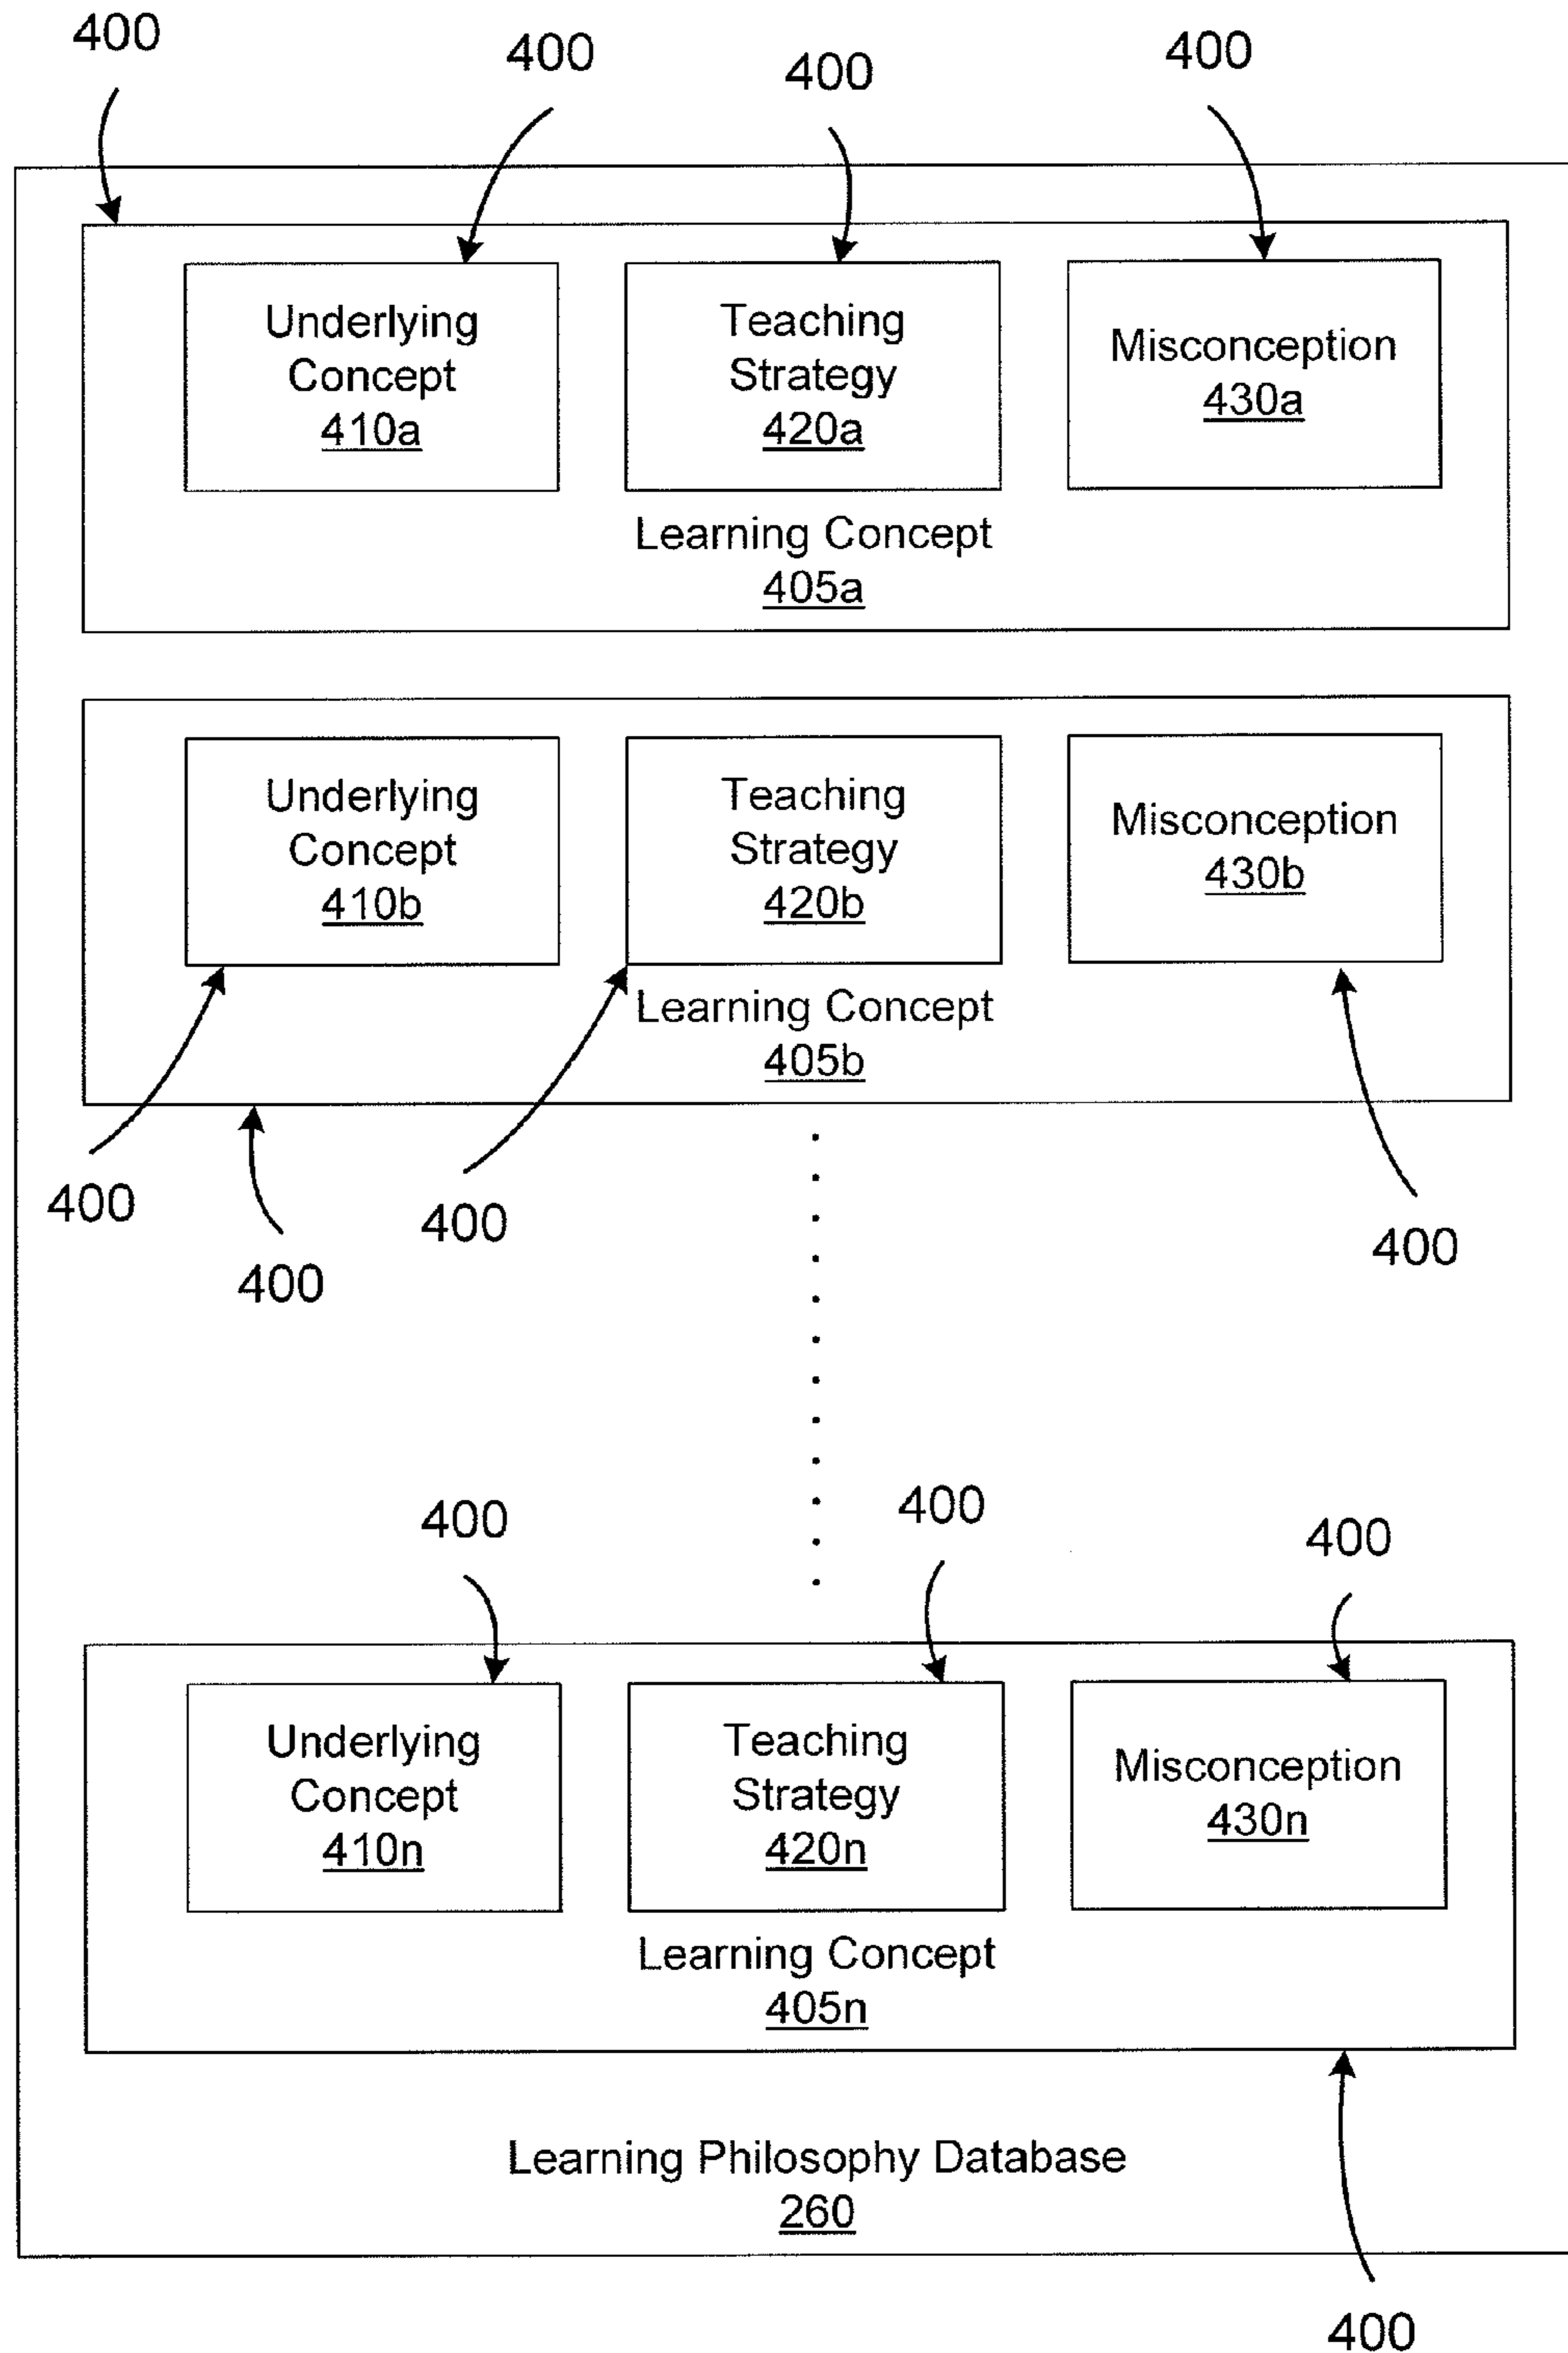 400
400
400
400
Underlying
Concept
410a
Teaching
Strategy
420a
Misconception
430a
Learning Concept
405a
Underlying
Concept
410b
Teaching
Strategy
420b
Misconception
430b
Learning Concept
405b
400
400
400
400
400
400
400
Underlying
Concept
410n
Teaching
Strategy
420n
Misconception
430n
Learning Concept
405n
Learning Philosophy Database
260
400